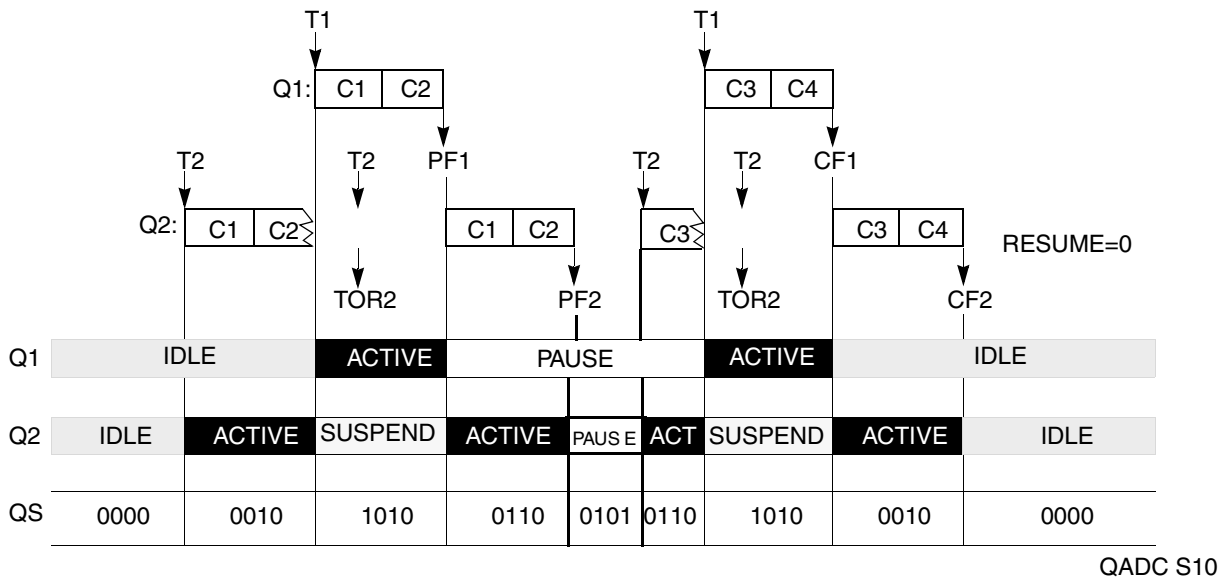 T1 T1
Q1: C1 C2 C3 C4
T2 T2 PF1 T2 T2 CF1
Q2: C1 C2 C1 C2 C3 C3 C4 RESUME=0
TOR2 PF2 TOR2 CF2
Q1 IDLE ACTIVE PAUSE ACTIVE IDLE
Q2 IDLE ACTIVE SUSPEND ACTIVE PAUS E ACT SUSPEND ACTIVE IDLE
QS 0000 0010 1010 0110 0101 0110 1010 0010 0000
QADC S10